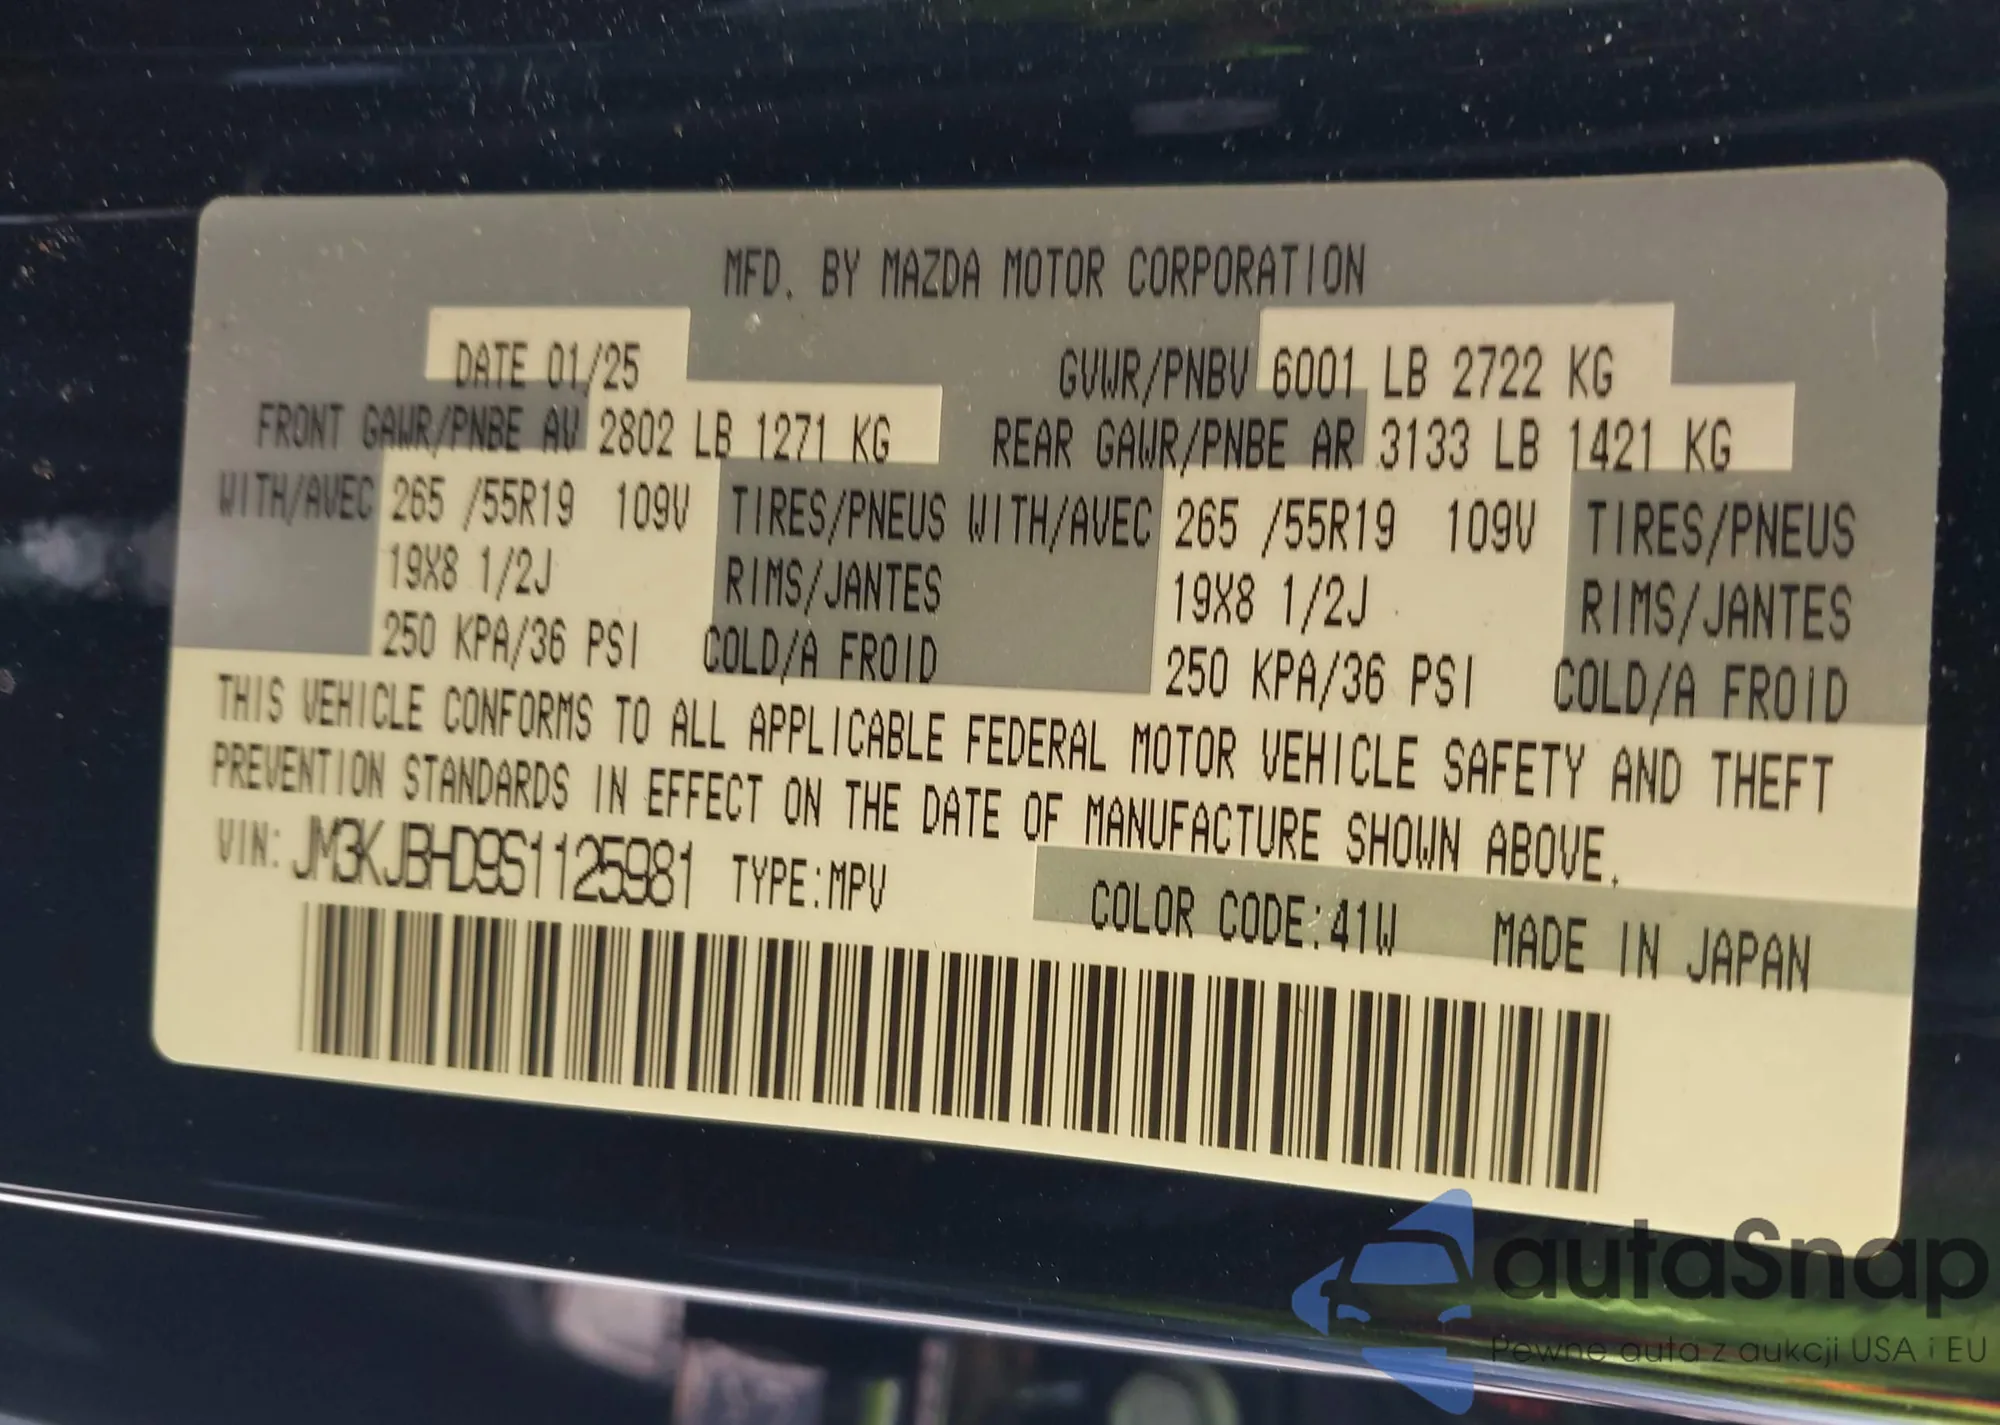 MFD. BY MAZDA MOTOR CORPORATION
DATE 01/25 GVWR/PNBV 6001 LB 2722 KG
FRONT GAWR/PNBE AV 2802 LB 1271 KG REAR GAWR/PNBE AR 3133 LB 1421 KG
WITH/AVEC 265 /55R19 109V TIRES/PNEUS WITH/AVEC 265 /55R19 109V TIRES/PNEUS
19X8 1/2J RIMS/JANTES 19X8 1/2J RIMS/JANTES
250 KPA/36 PSI COLD/A FROID 250 KPA/36 PSI COLD/A FROID
THIS VEHICLE CONFORMS TO ALL APPLICABLE FEDERAL MOTOR VEHICLE SAFETY AND THEFT
PREVENTION STANDARDS IN EFFECT ON THE DATE OF MANUFACTURE SHOWN ABOVE.
VIN: JM3KJBHD9S1125981 TYPE:MPV COLOR CODE:41W MADE IN JAPAN
autaSnap
Pewne auta z aukcji USA i EU